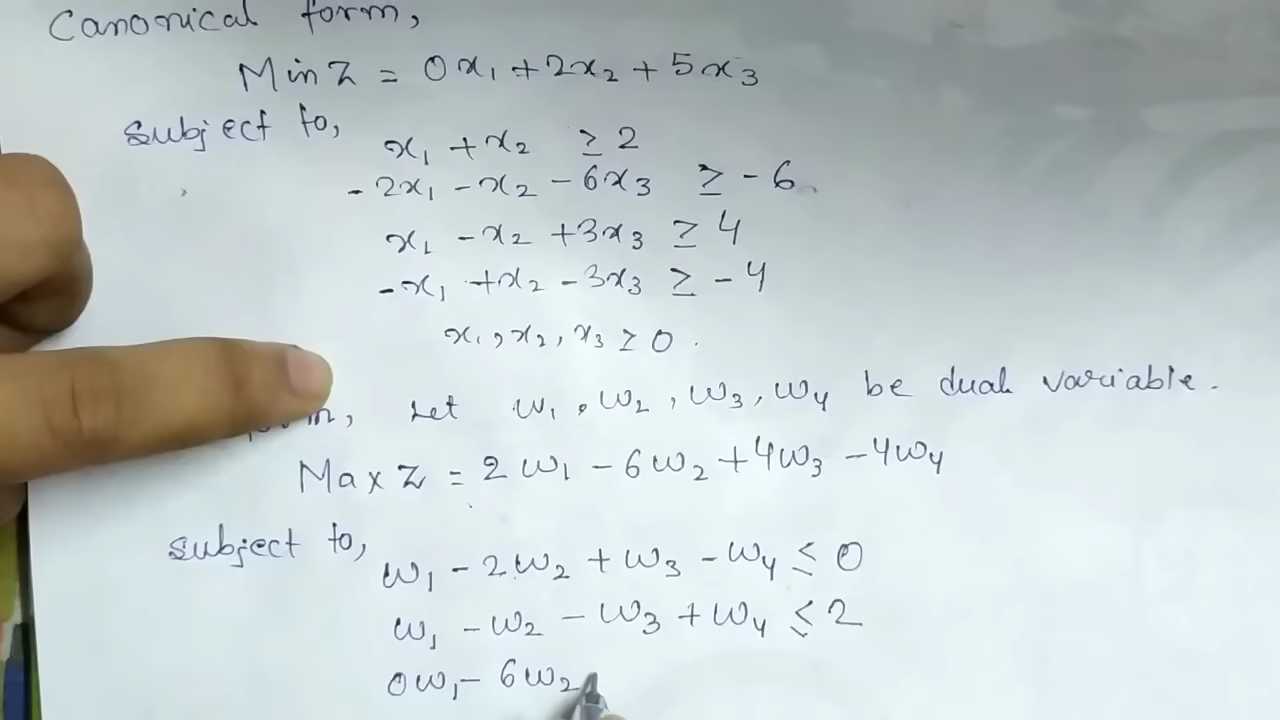 Canonical form,
Min Z = 0x₁ + 2x₂ + 5x₃
subject to,
x₁ + x₂ ≥ 2
- 2x₁ - x₂ - 6x₃ ≥ - 6
x₁ - x₂ + 3x₃ ≥ 4
- x₁ + x₂ - 3x₃ ≥ - 4
x₁, x₂, x₃ ≥ 0.
Let w₁, w₂, w₃, w₄ be dual variable.
Max Z = 2w₁ - 6w₂ + 4w₃ - 4w₄
subject to,
w₁ - 2w₂ + w₃ - w₄ ≤ 0
w₁ - w₂ - w₃ + w₄ ≤ 2
0w₁ - 6w₂